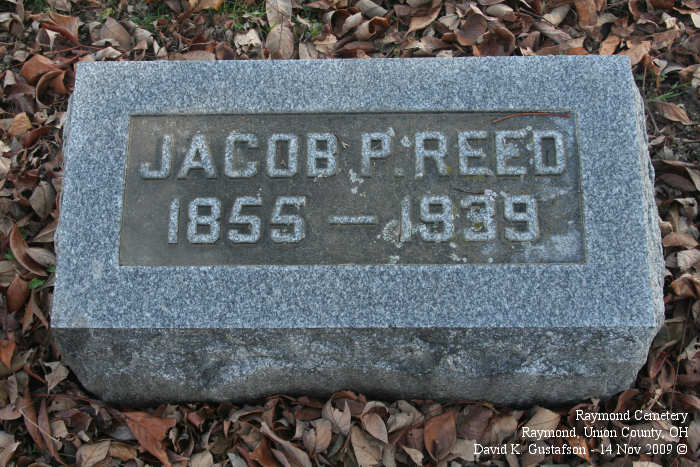 JACOB P. REED
1855 — 1939
Raymond Cemetery
Raymond, Union County, OH
David K. Gustafson - 14 Nov 2009 ©